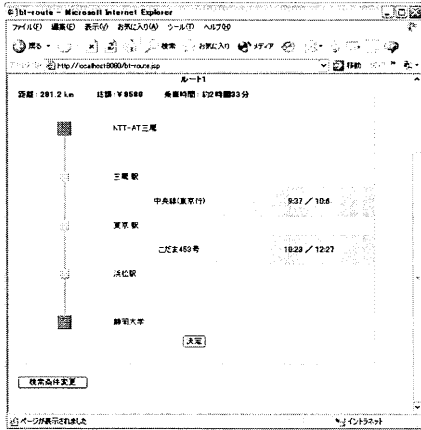 bt-route - Microsoft Internet Explorer
ファイル(F) 編集(E) 表示(V) お気に入り(A) ツール(T) ヘルプ(H)
戻る 検索 お気に入り メディア
http://localhost:8080/bt-route.jsp 移動
ルート1
距離:281.2 km 総額:¥8580 乗車時間:約2時間33分
NTT-AT三鷹
三鷹 駅
中央線(東京行) 9:37 /
東京 駅
こだま453号 10:23 / 12:27
浜松駅
静岡大学
決定
検索条件変更
ページが表示されました イントラネット